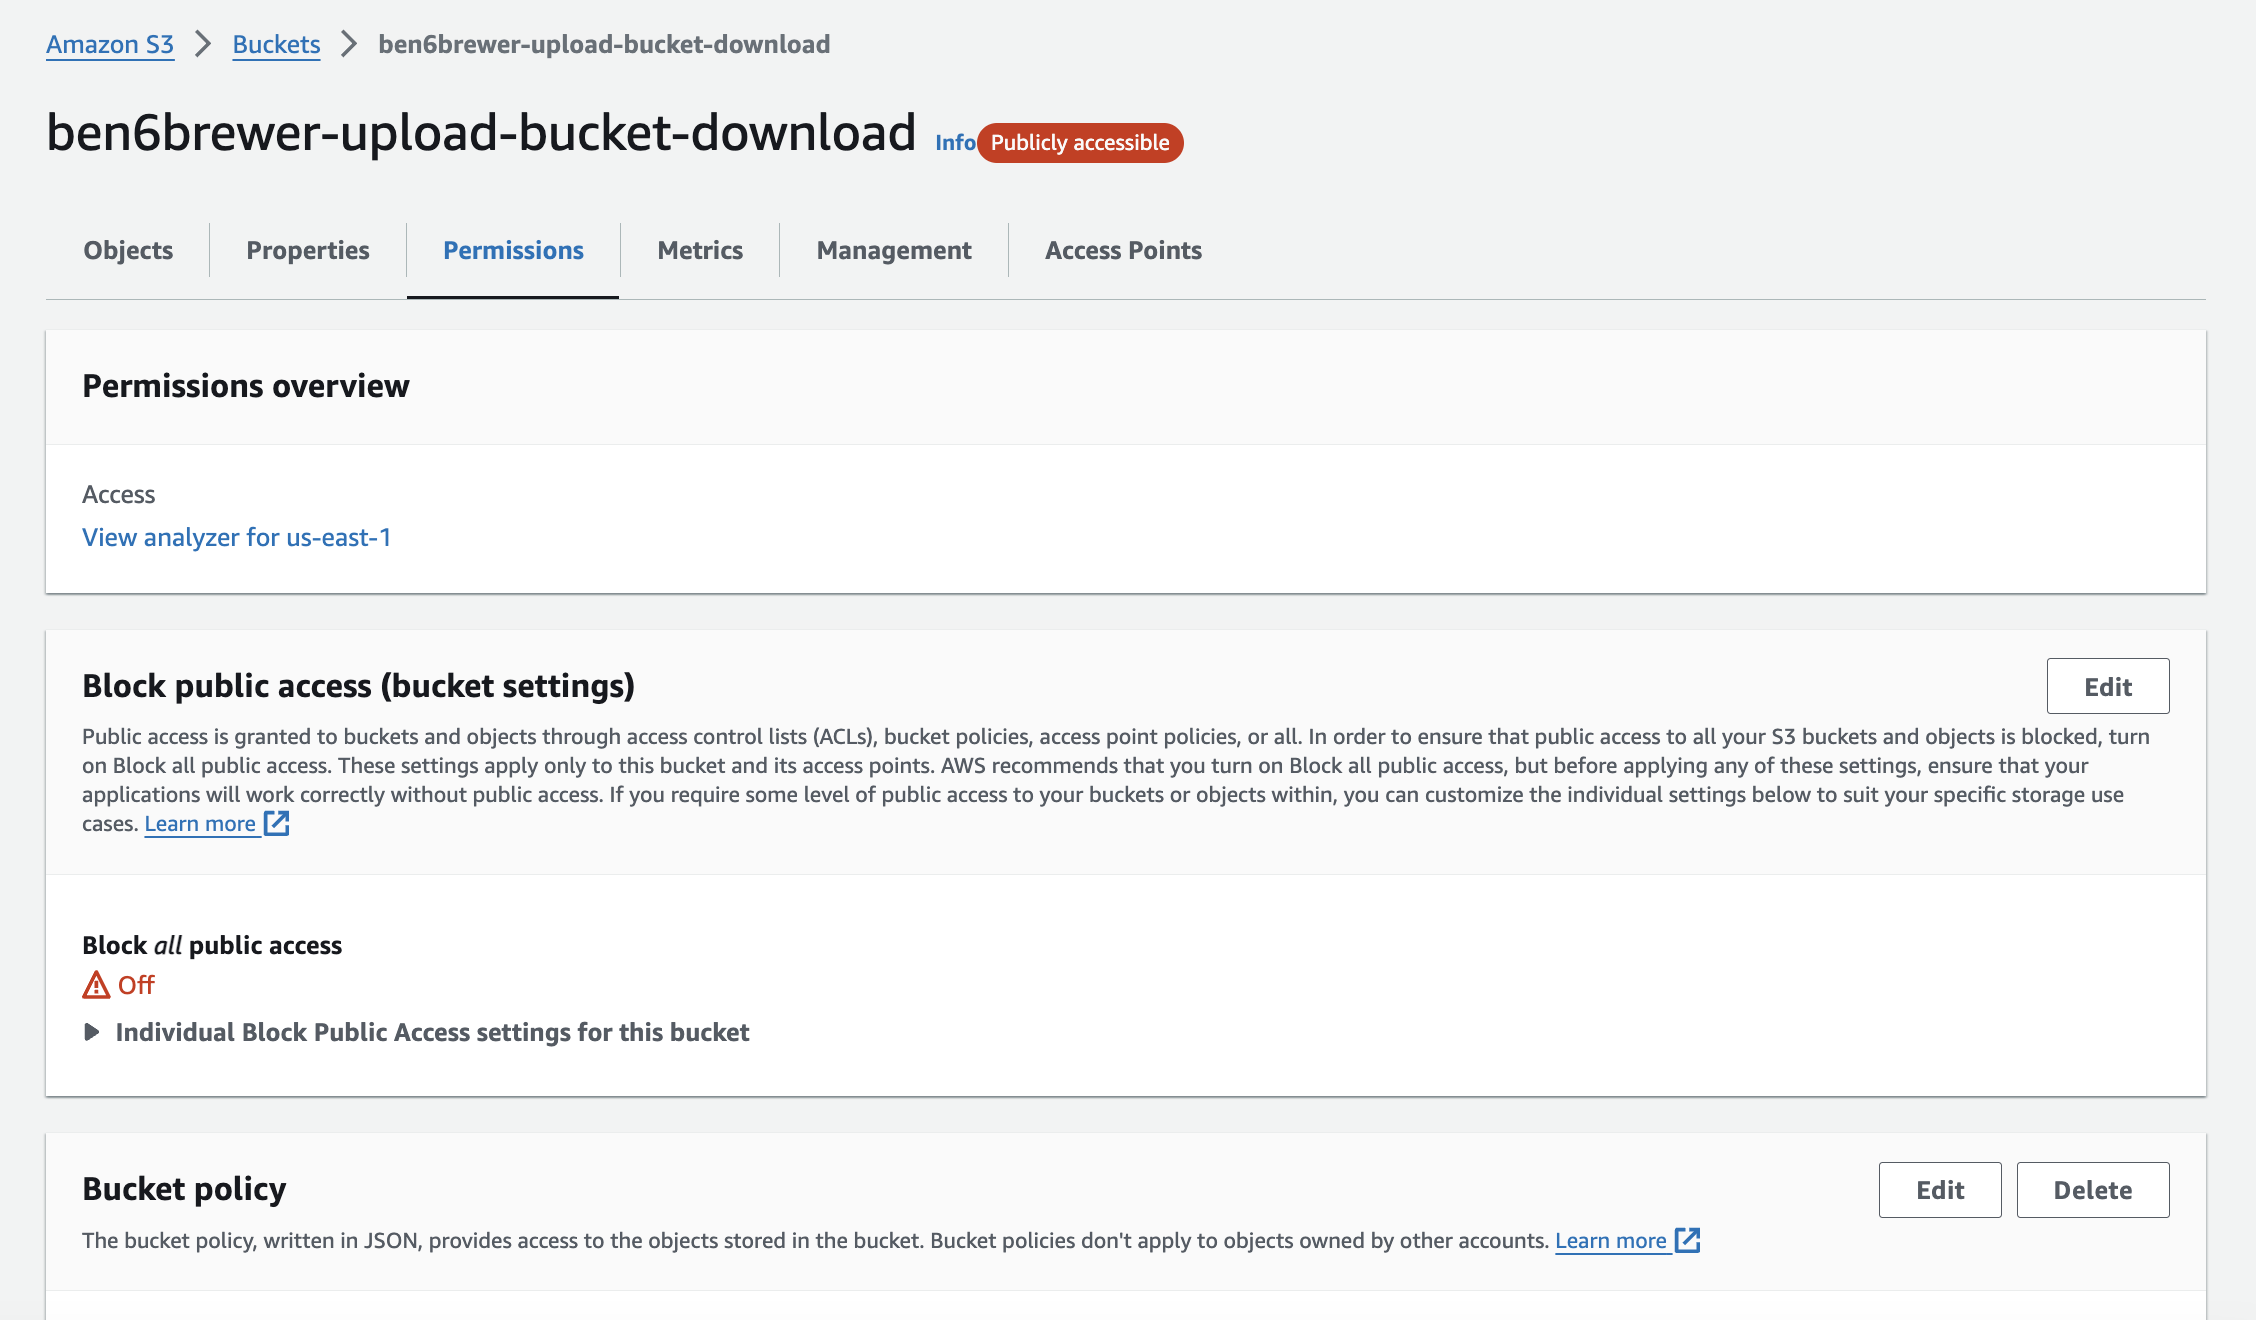 Amazon S3 > Buckets > ben6brewer-upload-bucket-download
ben6brewer-upload-bucket-download Info Publicly accessible
Objects Properties Permissions Metrics Management Access Points
Permissions overview
Access
View analyzer for us-east-1
Block public access (bucket settings) Edit
Public access is granted to buckets and objects through access control lists (ACLs), bucket policies, access point policies, or all. In order to ensure that public access to all your S3 buckets and objects is blocked, turn
on Block all public access. These settings apply only to this bucket and its access points. AWS recommends that you turn on Block all public access, but before applying any of these settings, ensure that your
applications will work correctly without public access. If you require some level of public access to your buckets or objects within, you can customize the individual settings below to suit your specific storage use
cases. Learn more
Block all public access
Off
Individual Block Public Access settings for this bucket
Bucket policy Edit Delete
The bucket policy, written in JSON, provides access to the objects stored in the bucket. Bucket policies don't apply to objects owned by other accounts. Learn more